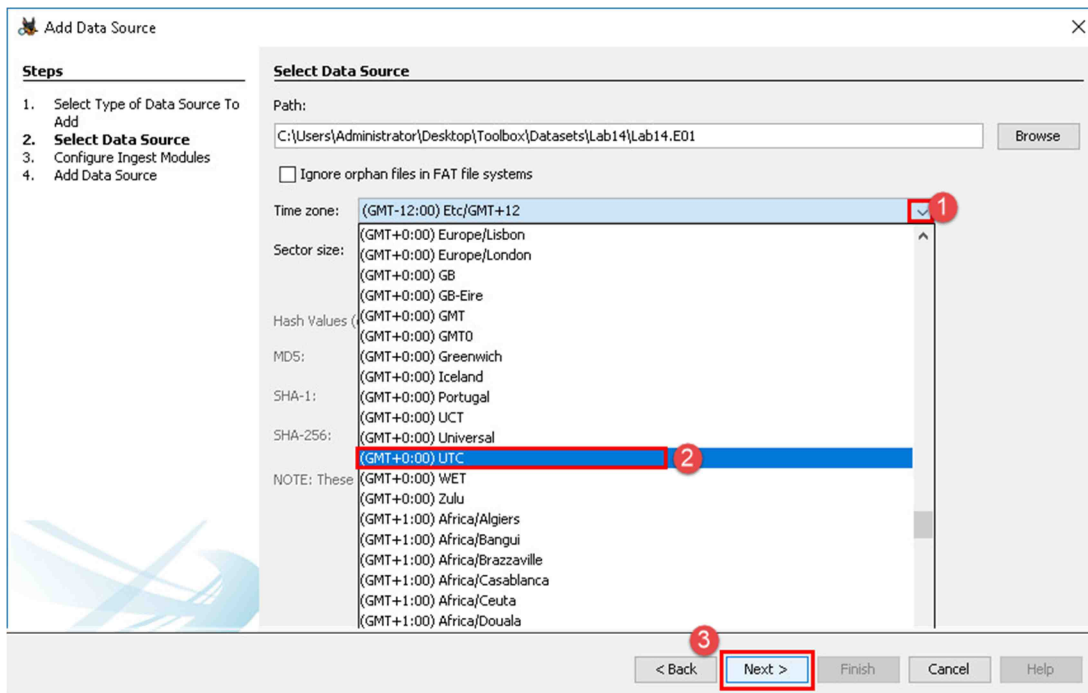 Add Data Source
Steps
1. Select Type of Data Source To
Add
2. Select Data Source
3. Configure Ingest Modules
4. Add Data Source
Select Data Source
Path:
C:\Users\Administrator\Desktop\Toolbox\Datasets\Lab14\Lab14.E01
Browse
Ignore orphan files in FAT file systems
Time zone: (GMT-12:00) Etc/GMT+12
1
(GMT+0:00) Europe/Lisbon
Sector size:
(GMT+0:00) Europe/London
(GMT+0:00) GB
(GMT+0:00) GB-Eire
Hash Values (
(GMT+0:00) GMT
(GMT+0:00) GMT0
MD5:
(GMT+0:00) Greenwich
(GMT+0:00) Iceland
SHA-1:
(GMT+0:00) Portugal
(GMT+0:00) UCT
SHA-256:
(GMT+0:00) Universal
(GMT+0:00) UTC
2
NOTE: These
(GMT+0:00) WET
(GMT+0:00) Zulu
(GMT+1:00) Africa/Algiers
(GMT+1:00) Africa/Bangui
(GMT+1:00) Africa/Brazzaville
(GMT+1:00) Africa/Casablanca
(GMT+1:00) Africa/Ceuta
(GMT+1:00) Africa/Douala
3
< Back Next > Finish Cancel Help